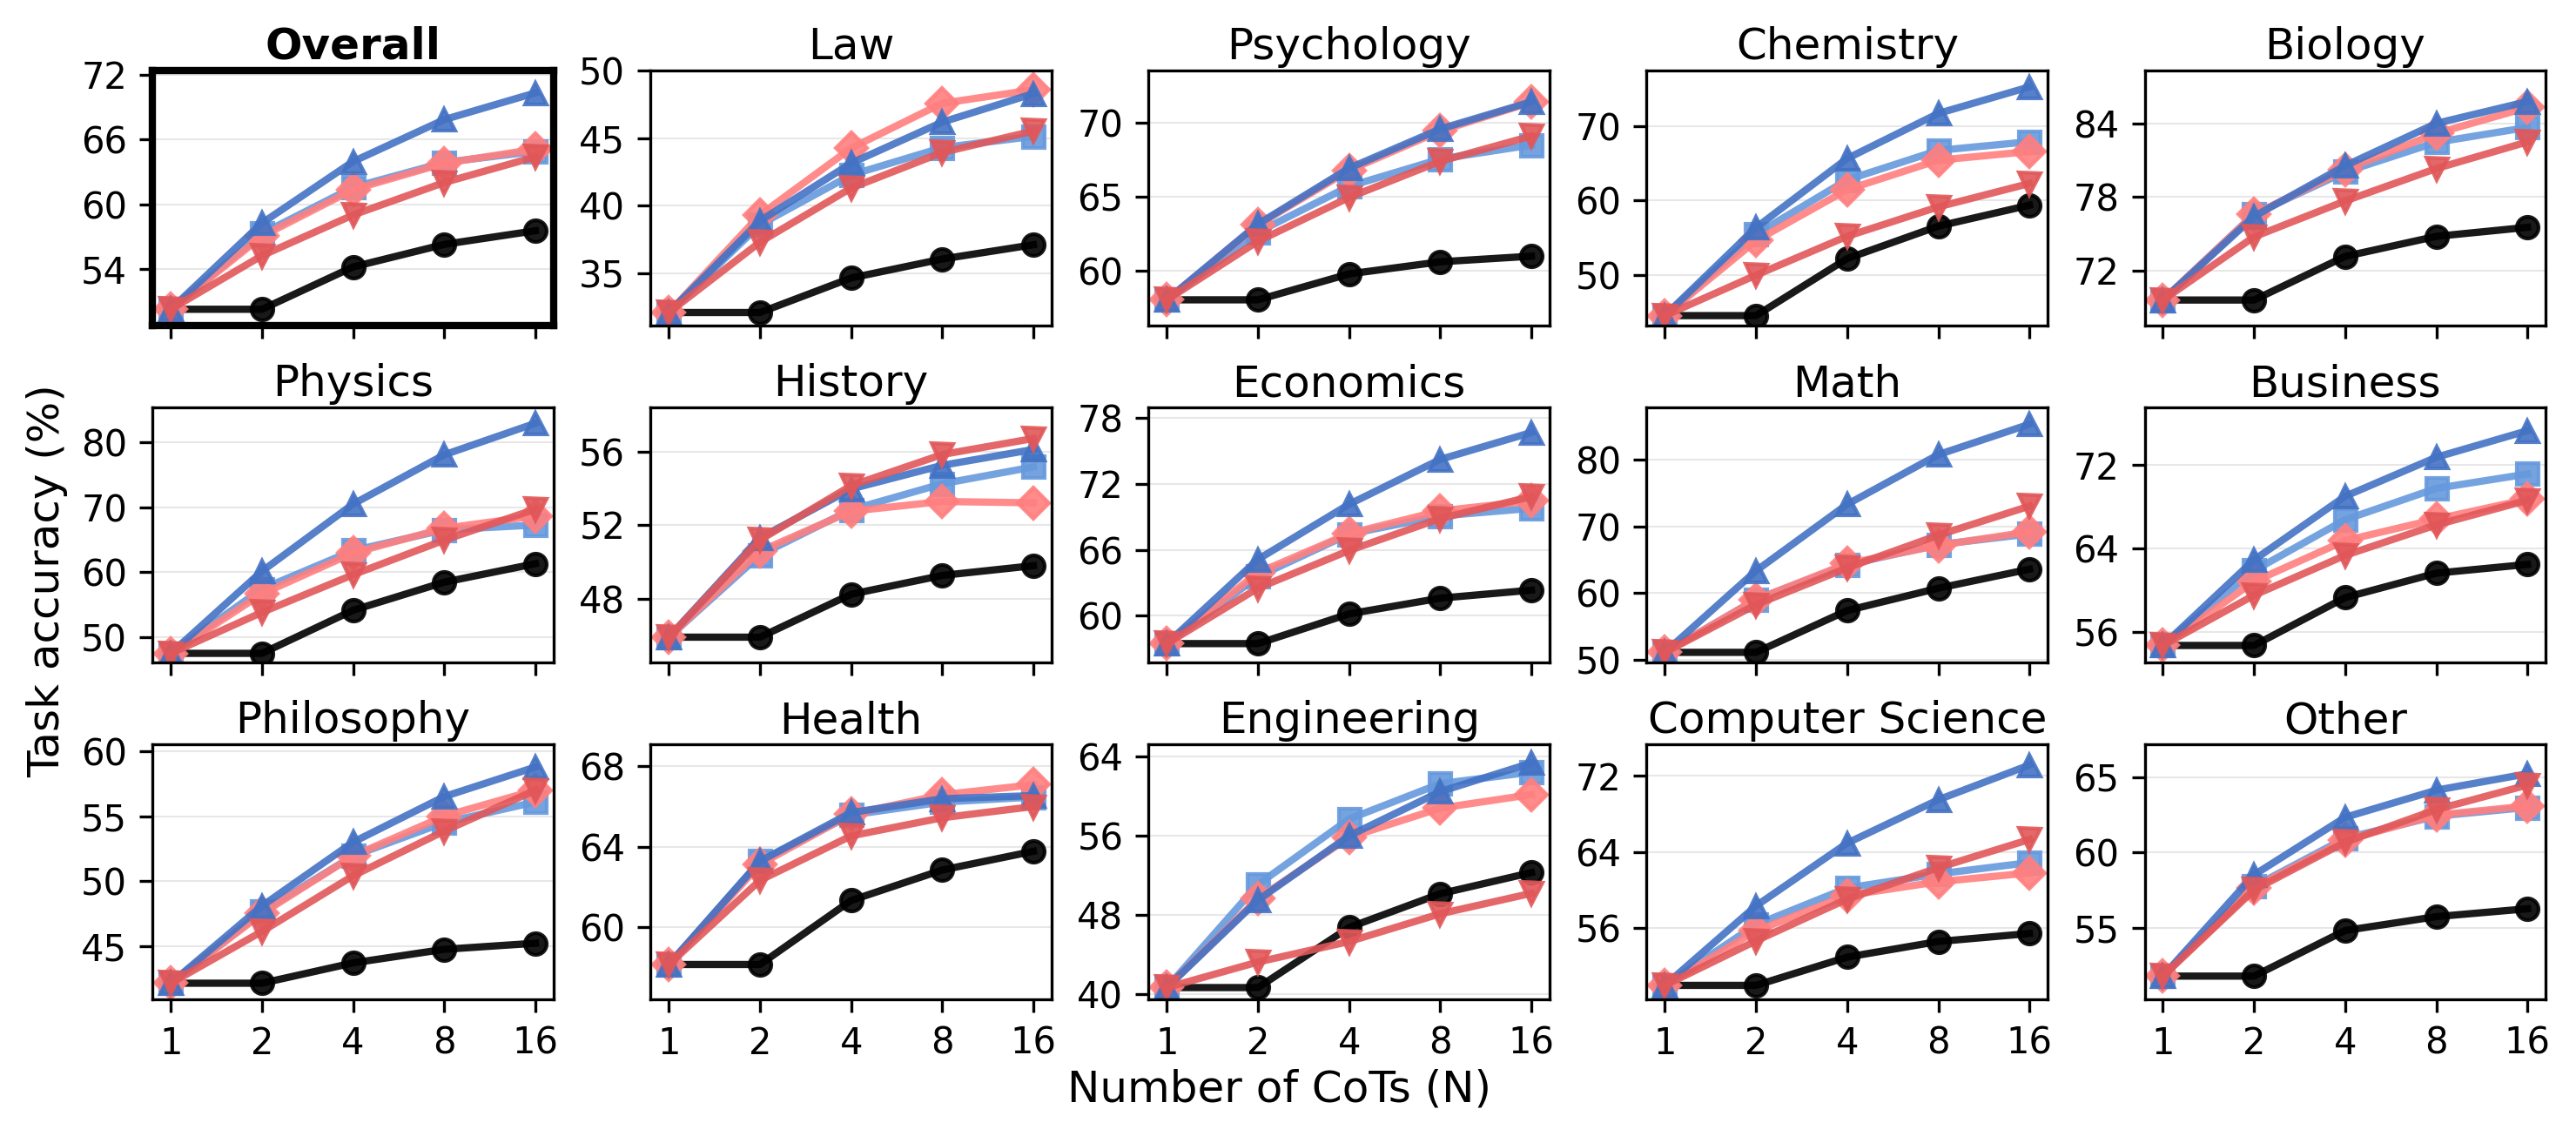 Overall
Law
Psychology
Chemistry
Biology
72
66
60
54
50
45
40
35
70
65
60
70
60
50
84
78
72
Physics
History
Economics
Math
Business
80
70
60
50
56
52
48
78
72
66
60
80
70
60
50
72
64
56
Philosophy
Health
Engineering
Computer Science
Other
60
55
50
45
68
64
60
64
56
48
40
72
64
56
65
60
55
1 2 4 8 16
1 2 4 8 16
1 2 4 8 16
1 2 4 8 16
1 2 4 8 16
Task accuracy (%)
Number of CoTs (N)